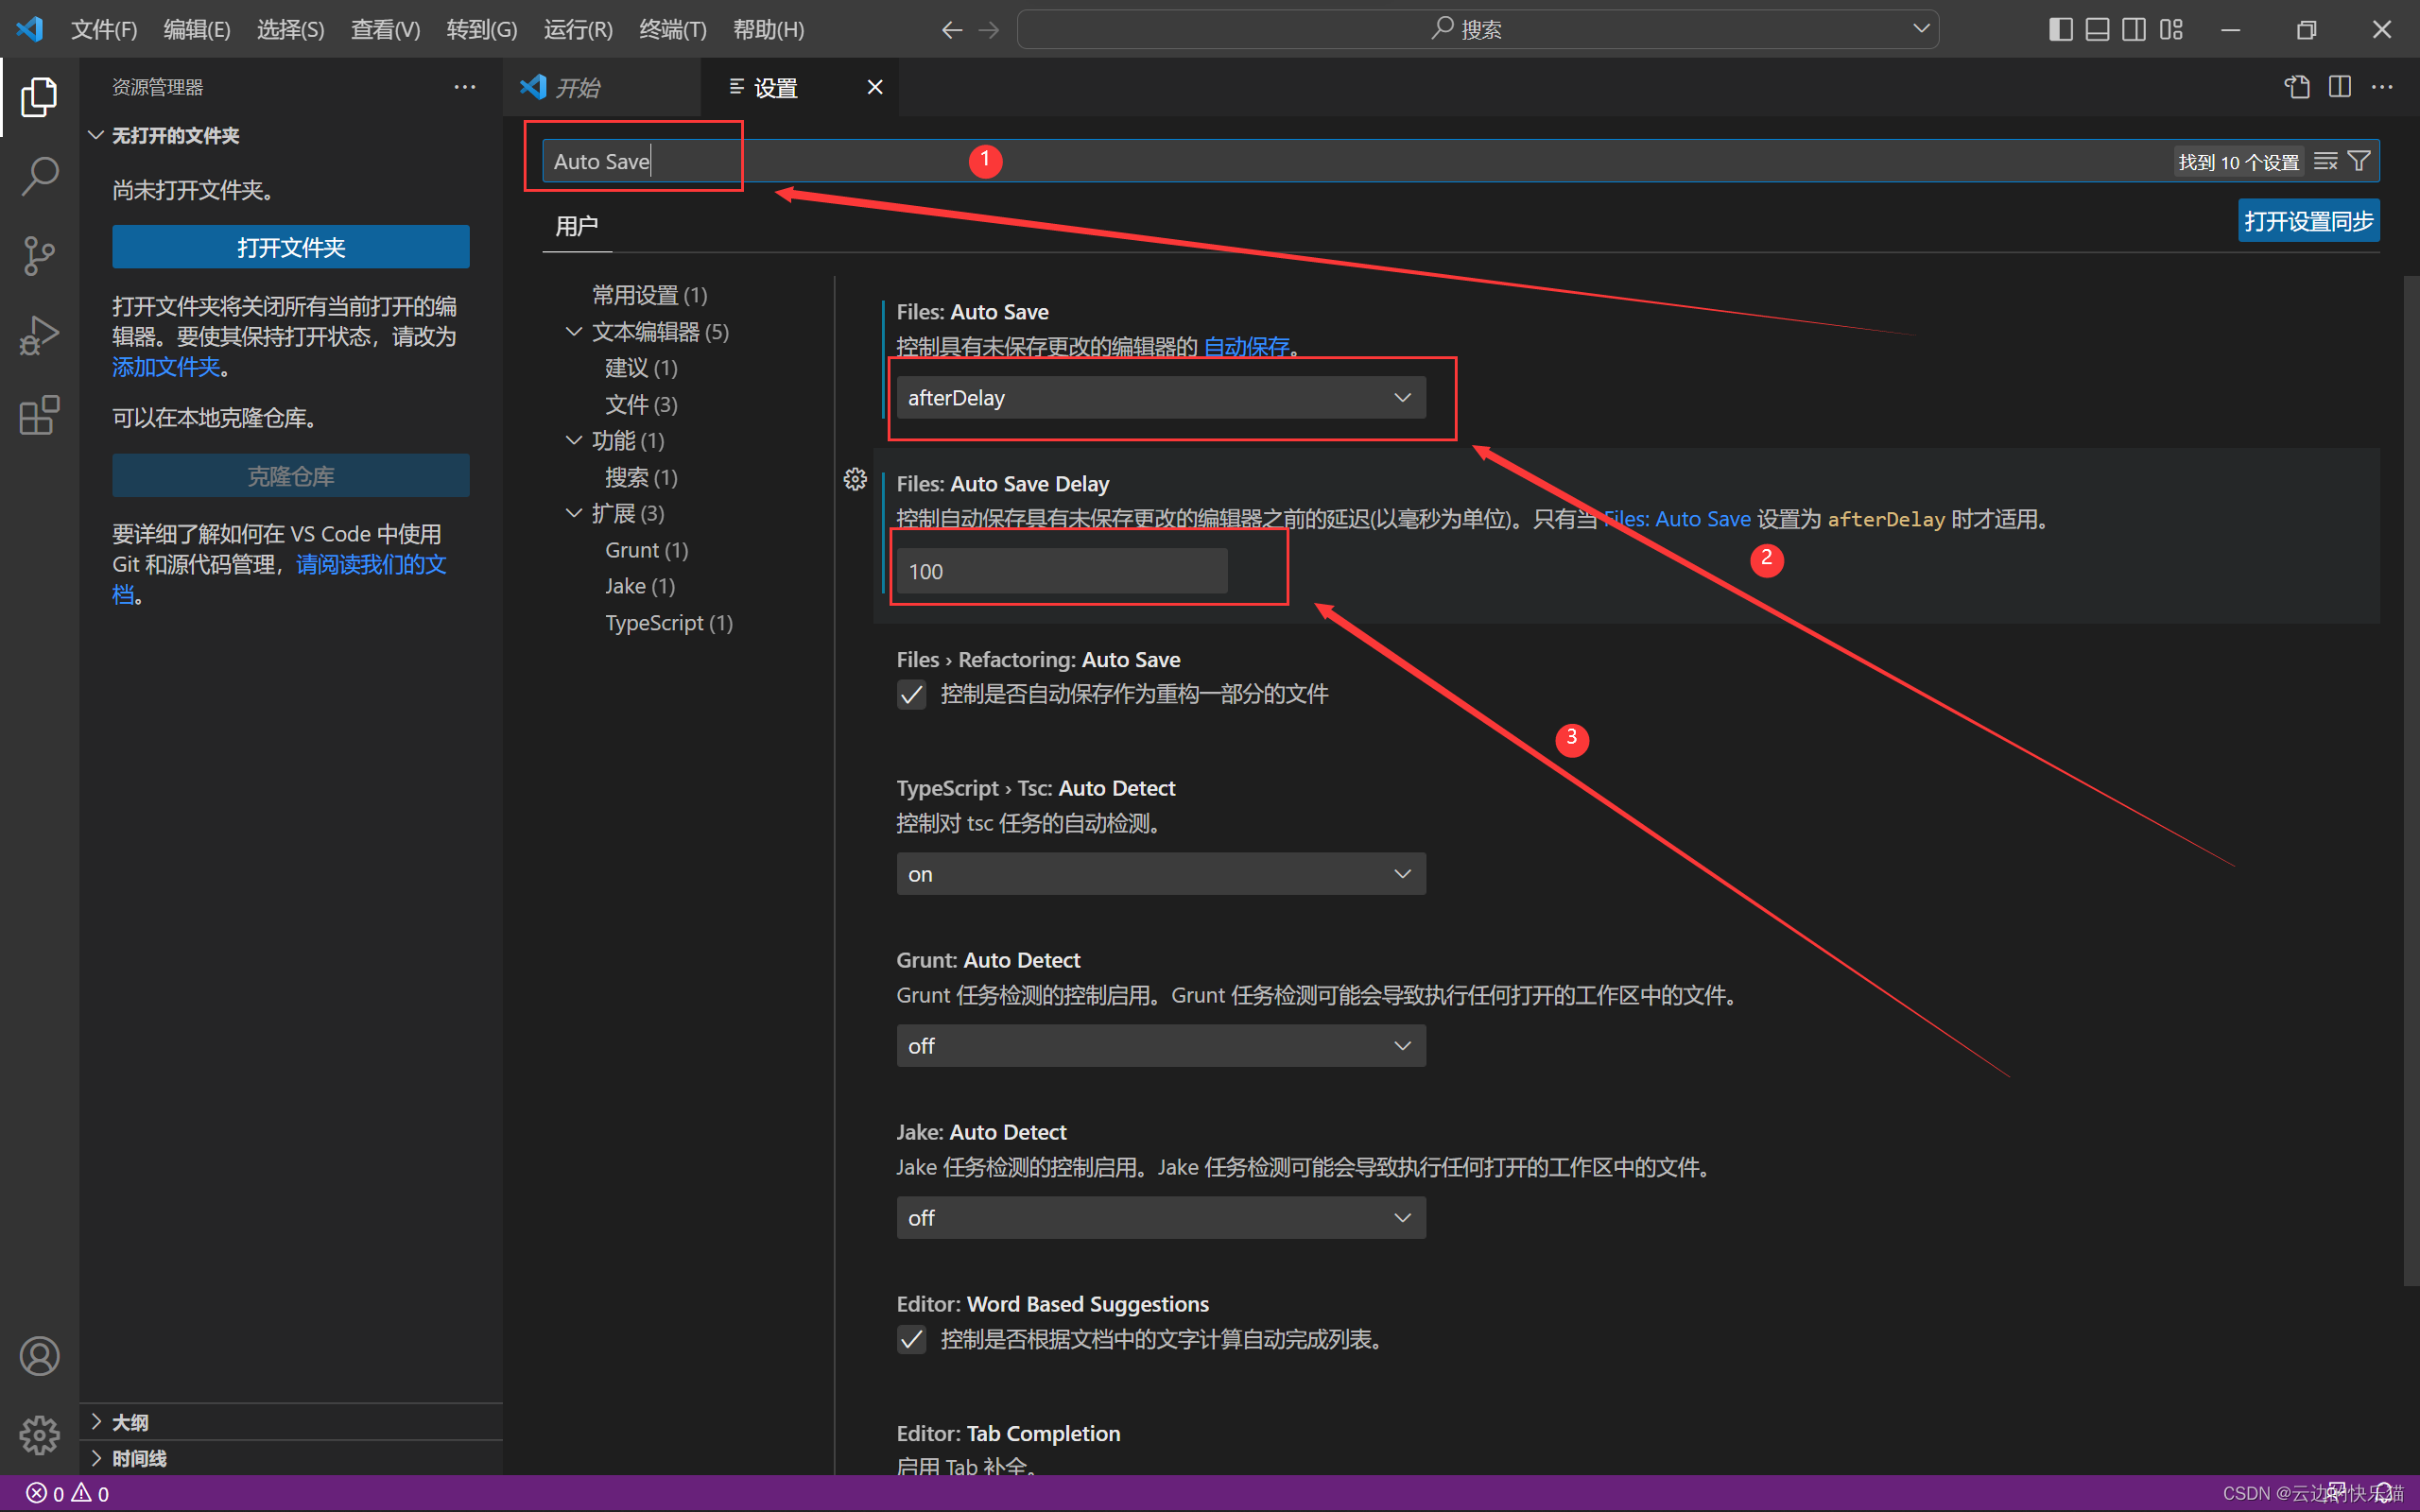 文件(F) 编辑(E) 选择(S) 查看(V) 转到(G) 运行(R) 终端(T) 帮助(H) 搜索
资源管理器
无打开的文件夹
尚未打开文件夹。
打开文件夹
打开文件夹将关闭所有当前打开的编
辑器。要使其保持打开状态，请改为
添加文件夹。
可以在本地克隆仓库。
克隆仓库
要详细了解如何在 VS Code 中使用
Git 和源代码管理，请阅读我们的文
档。
大纲
时间线
开始 设置
Auto Save 1 找到 10 个设置
用户 打开设置同步
常用设置 (1)
文本编辑器 (5)
建议 (1)
文件 (3)
功能 (1)
搜索 (1)
扩展 (3)
Grunt (1)
Jake (1)
TypeScript (1)
Files: Auto Save
控制具有未保存更改的编辑器的 自动保存。
afterDelay
Files: Auto Save Delay
控制自动保存具有未保存更改的编辑器之前的延迟(以毫秒为单位)。只有当 Files: Auto Save 设置为 afterDelay 时才适用。
2
100
Files › Refactoring: Auto Save
控制是否自动保存作为重构一部分的文件
3
TypeScript › Tsc: Auto Detect
控制对 tsc 任务的自动检测。
on
Grunt: Auto Detect
Grunt 任务检测的控制启用。Grunt 任务检测可能会导致执行任何打开的工作区中的文件。
off
Jake: Auto Detect
Jake 任务检测的控制启用。Jake 任务检测可能会导致执行任何打开的工作区中的文件。
off
Editor: Word Based Suggestions
控制是否根据文档中的文字计算自动完成列表。
Editor: Tab Completion
启用 Tab 补全。
0 0
CSDN @云边的快乐猫